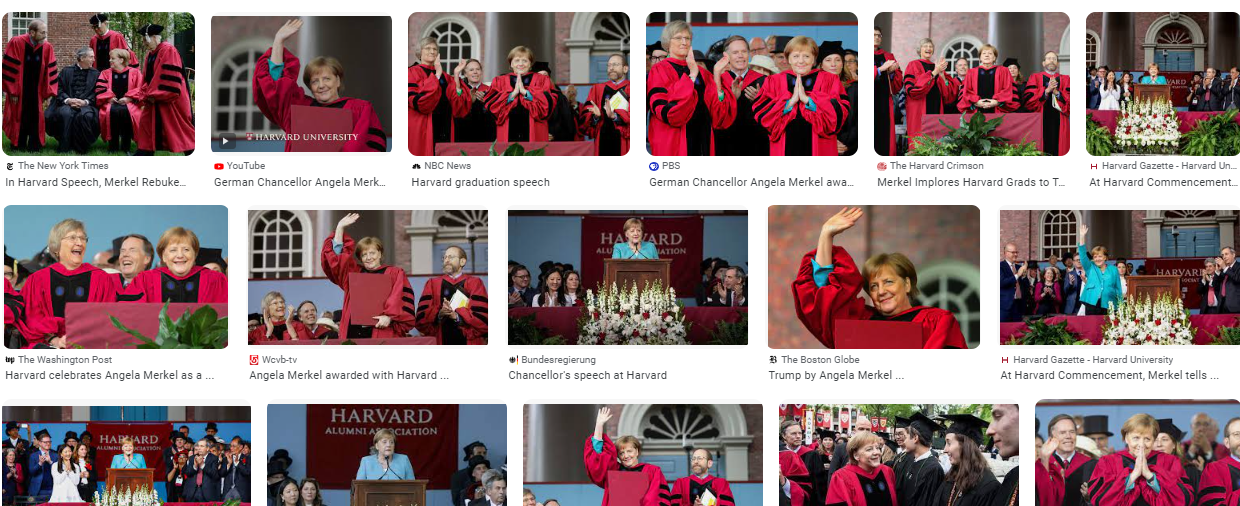 HARVARD UNIVERSITY
HARVARD
The New York Times
YouTube
NBC News
PBS
The Harvard Crimson
Harvard Gazette - Harvard Un...
In Harvard Speech, Merkel Rebuke...
German Chancellor Angela Merk...
Harvard graduation speech
German Chancellor Angela Merkel awa...
Merkel Implores Harvard Grads to T...
At Harvard Commencement...
HARVARD
ALUMNI ASSOCIATION
HARVARD
The Washington Post
Wcvb-tv
Bundesregierung
The Boston Globe
Harvard Gazette - Harvard University
Harvard celebrates Angela Merkel as a ...
Angela Merkel awarded with Harvard ...
Chancellor's speech at Harvard
Trump by Angela Merkel ...
At Harvard Commencement, Merkel tells ...
HARVARD
ALUMNI ASSOCIATION
HARVARD
ALUMNI ASSOCIATION